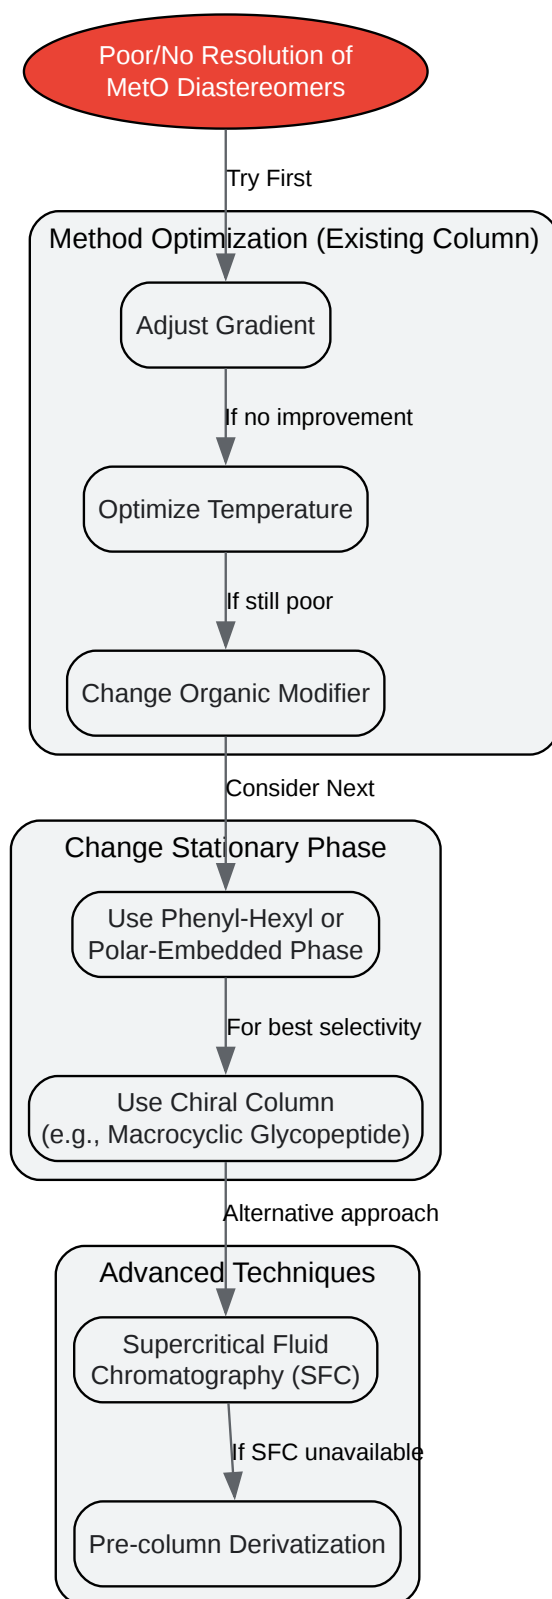 Poor/No Resolution of
MetO Diastereomers
Try First
Method Optimization (Existing Column)
Adjust Gradient
If no improvement
Optimize Temperature
If still poor
Change Organic Modifier
Consider Next
Change Stationary Phase
Use Phenyl-Hexyl or
Polar-Embedded Phase
For best selectivity
Use Chiral Column
(e.g., Macrocyclic Glycopeptide)
Alternative approach
Advanced Techniques
Supercritical Fluid
Chromatography (SFC)
If SFC unavailable
Pre-column Derivatization